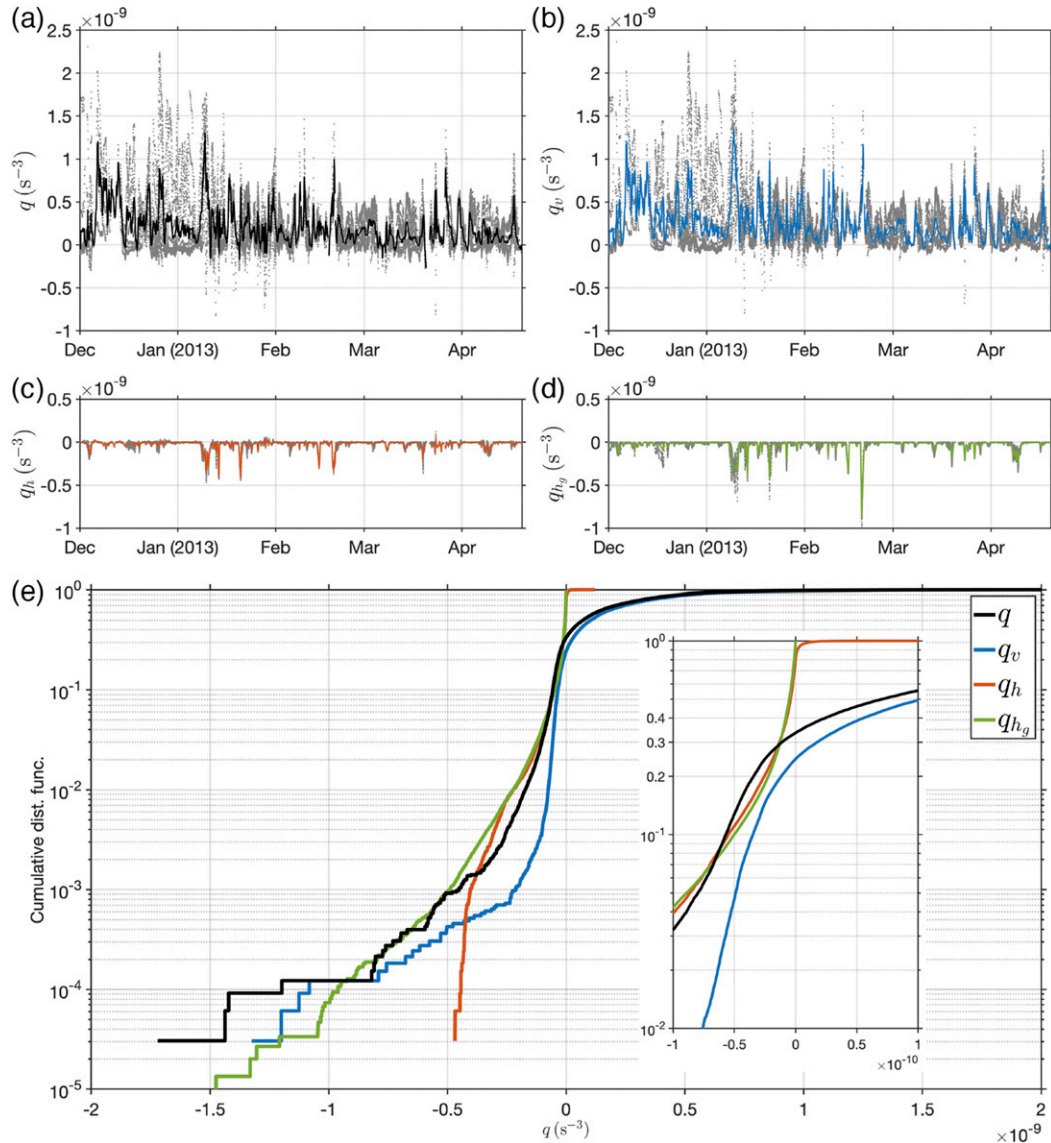 (a)
×10⁻⁹
2.5
2
1.5
1
0.5
0
-0.5
-1
q (s⁻³)
Dec Jan (2013) Feb Mar Apr
(b)
×10⁻⁹
2.5
2
1.5
1
0.5
0
-0.5
-1
q_v (s⁻³)
Dec Jan (2013) Feb Mar Apr
(c)
×10⁻⁹
0.5
0
-0.5
-1
q_h (s⁻³)
Dec Jan (2013) Feb Mar Apr
(d)
×10⁻⁹
0.5
0
-0.5
-1
q_{h_g} (s⁻³)
Dec Jan (2013) Feb Mar Apr
(e)
10⁰
10⁻¹
10⁻²
10⁻³
10⁻⁴
10⁻⁵
Cumulative dist. func.
-2 -1.5 -1 -0.5 0 0.5 1 1.5 2
q (s⁻³)
×10⁻⁹
q
q_v
q_h
q_{h_g}
10⁰
0.4
0.3
0.2
10⁻¹
10⁻²
-1 -0.5 0 0.5 1
×10⁻¹⁰